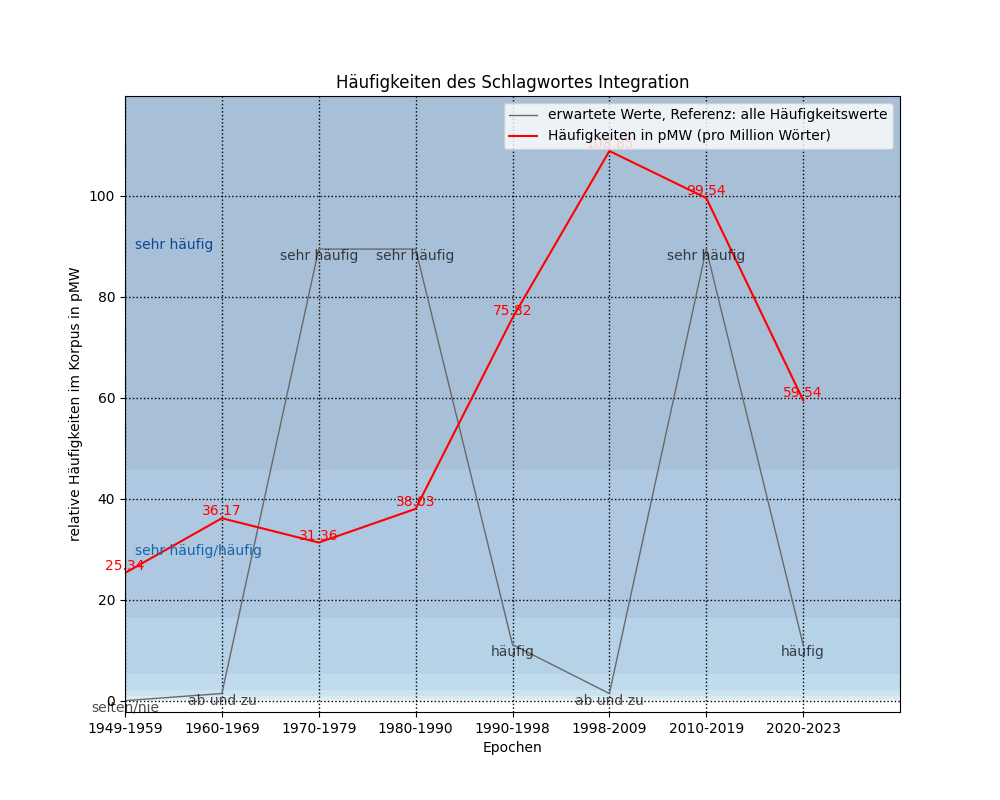 Häufigkeiten des Schlagwortes Integration
erwartete Werte, Referenz: alle Häufigkeitswerte
Häufigkeiten in pMW (pro Million Wörter)
relative Häufigkeiten im Korpus in pMW
100
80
60
40
20
0
sehr häufig
sehr häufig/häufig
25.34
36.17
31.36
38.03
75.82
99.54
59.54
selten/nie
ab und zu
sehr häufig
sehr häufig
häufig
ab und zu
sehr häufig
häufig
1949-1959
1960-1969
1970-1979
1980-1990
1990-1998
1998-2009
2010-2019
2020-2023
Epochen